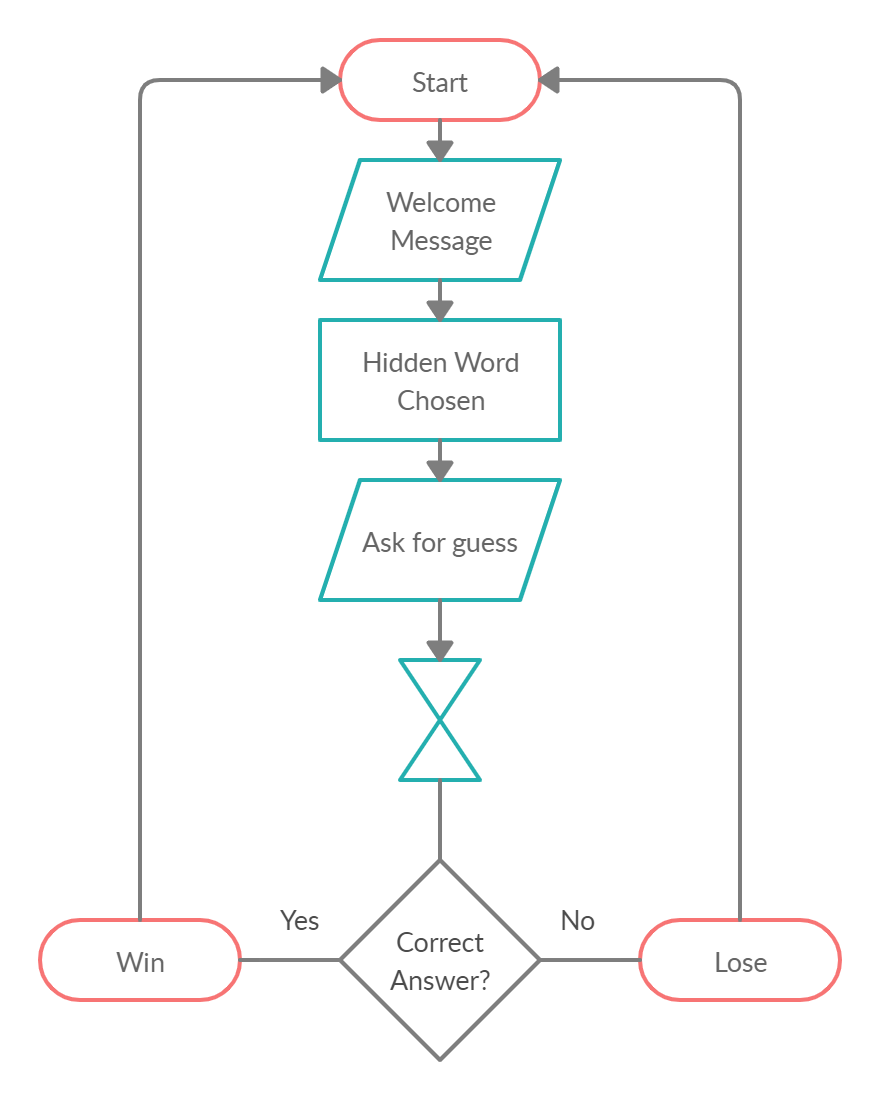 Start
Welcome
Message
Hidden Word
Chosen
Ask for guess
Yes
No
Correct
Answer?
Win
Lose